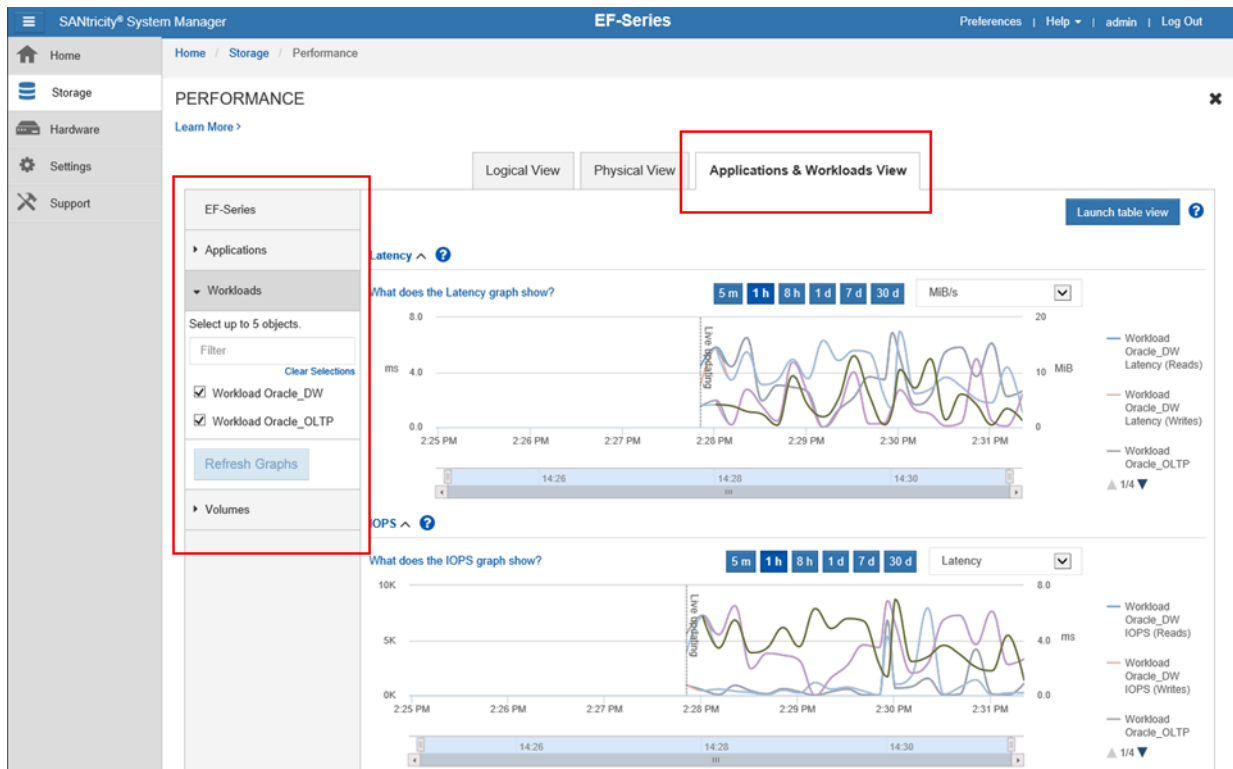 SANtricity® System Manager
EF-Series
Preferences | Help | admin | Log Out
Home
Storage
Hardware
Settings
Support
Home / Storage / Performance
PERFORMANCE
Learn More >
Logical View
Physical View
Applications & Workloads View
EF-Series
Applications
Workloads
Select up to 5 objects.
Filter
Clear Selections
Workload Oracle_DW
Workload Oracle_OLTP
Refresh Graphs
Volumes
Launch table view
Latency
What does the Latency graph show?
5 m 1 h 8 h 1 d 7 d 30 d MiB/s
8.0
ms 4.0
0.0
20
10 MiB
0
Live updating
2:25 PM 2:26 PM 2:27 PM 2:28 PM 2:29 PM 2:30 PM 2:31 PM
14:26 14:28 14:30
Workload
Oracle_DW
Latency (Reads)
Workload
Oracle_DW
Latency (Writes)
Workload
Oracle_OLTP
1/4
IOPS
What does the IOPS graph show?
5 m 1 h 8 h 1 d 7 d 30 d Latency
10K
5K
0K
8.0
4.0 ms
0.0
Live updating
2:25 PM 2:26 PM 2:27 PM 2:28 PM 2:29 PM 2:30 PM 2:31 PM
14:26 14:28 14:30
Workload
Oracle_DW
IOPS (Reads)
Workload
Oracle_DW
IOPS (Writes)
Workload
Oracle_OLTP
1/4